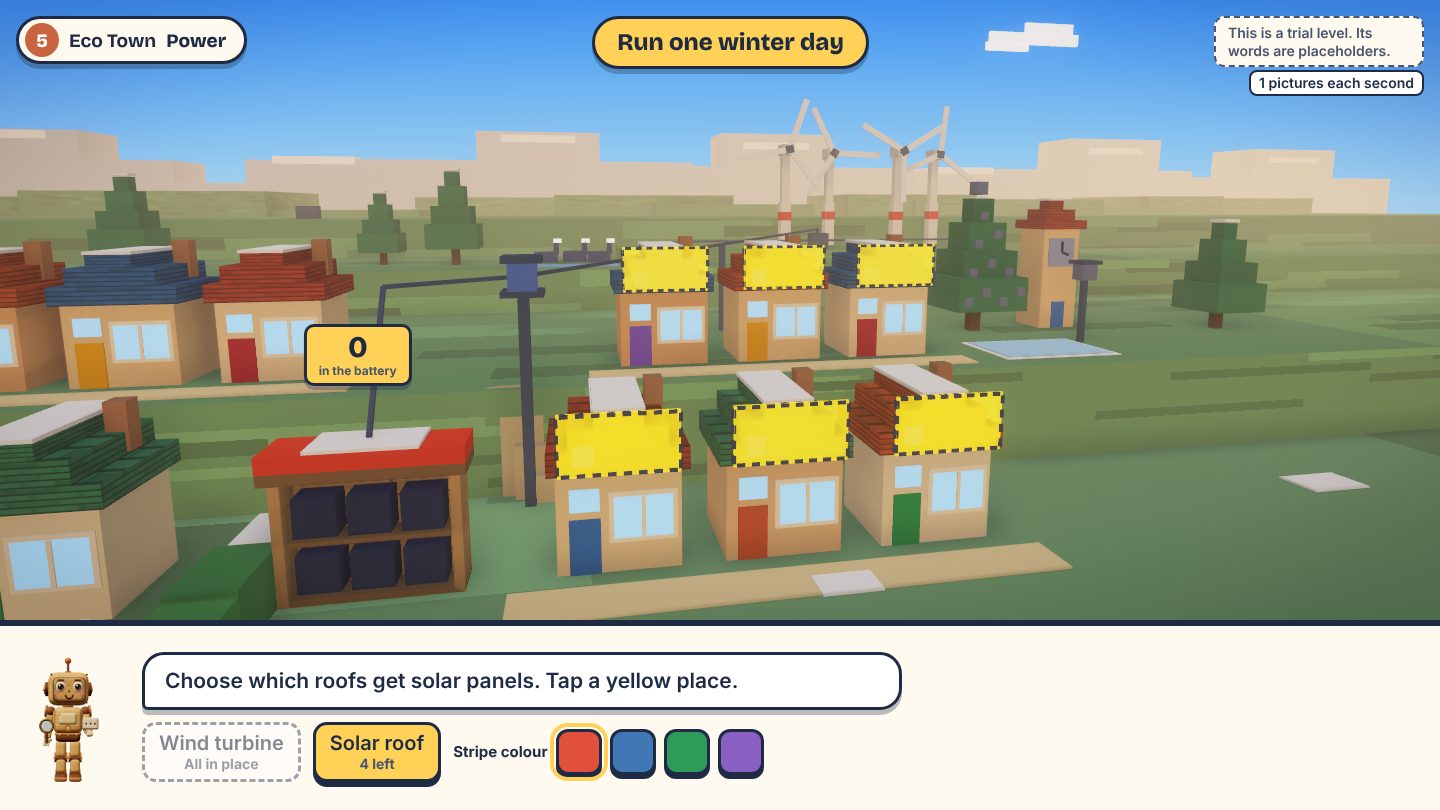 5 Eco Town Power
Run one winter day
This is a trial level. Its
words are placeholders.
1 pictures each second
0
in the battery
Choose which roofs get solar panels. Tap a yellow place.
Wind turbine
All in place
Solar roof
4 left
Stripe colour